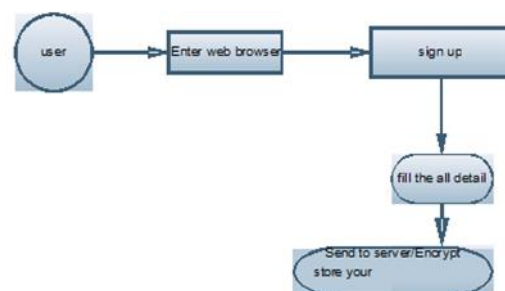 user
Enter web browser
sign up
fill the all detail
Send to server/Encrypt
store your